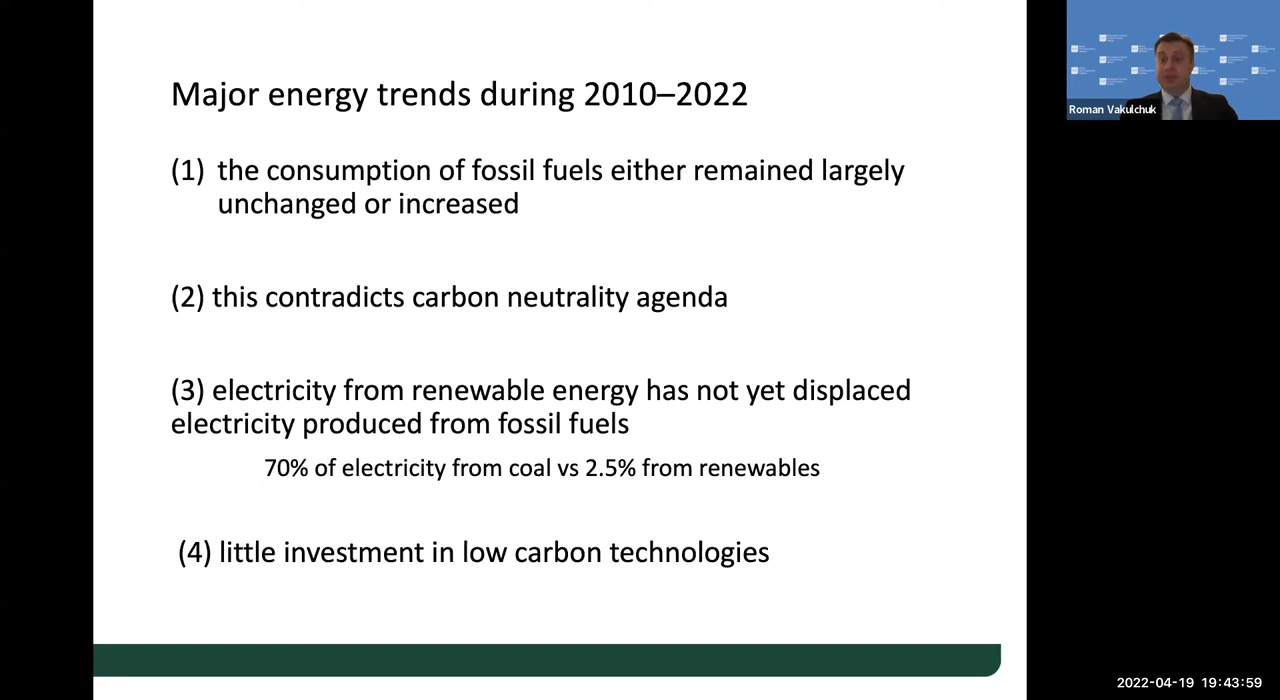 Major energy trends during 2010–2022
(1) the consumption of fossil fuels either remained largely
unchanged or increased
(2) this contradicts carbon neutrality agenda
(3) electricity from renewable energy has not yet displaced
electricity produced from fossil fuels
70% of electricity from coal vs 2.5% from renewables
(4) little investment in low carbon technologies
Roman Vakulchuk
2022-04-19 19:43:59